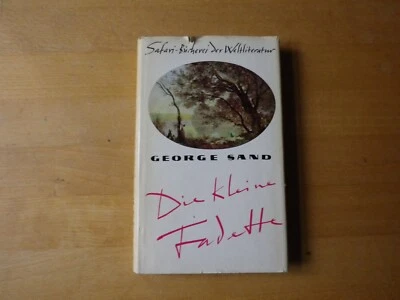 Safari-Bücherei der Weltliteratur
GEORGE SAND
Die kleine
Fadette